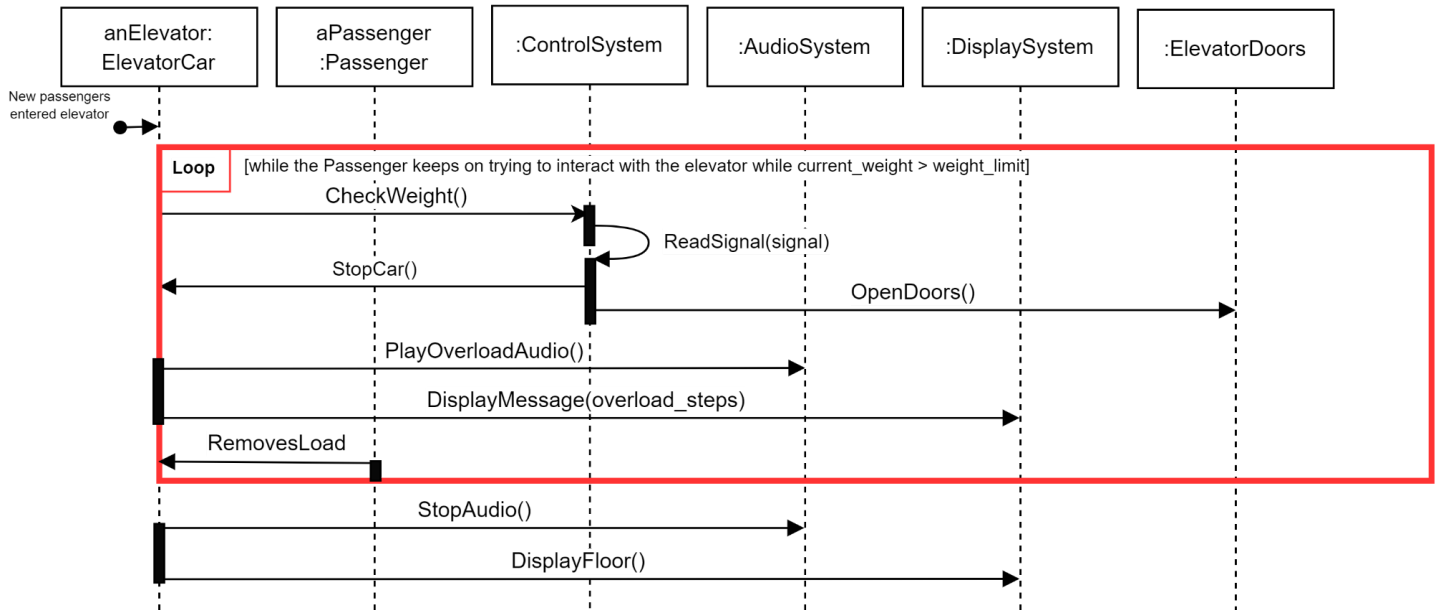 anElevator:
ElevatorCar
aPassenger
:Passenger
:ControlSystem
:AudioSystem
:DisplaySystem
:ElevatorDoors
New passengers
entered elevator
Loop
[while the Passenger keeps on trying to interact with the elevator while current_weight > weight_limit]
CheckWeight()
ReadSignal(signal)
StopCar()
OpenDoors()
PlayOverloadAudio()
DisplayMessage(overload_steps)
RemovesLoad
StopAudio()
DisplayFloor()